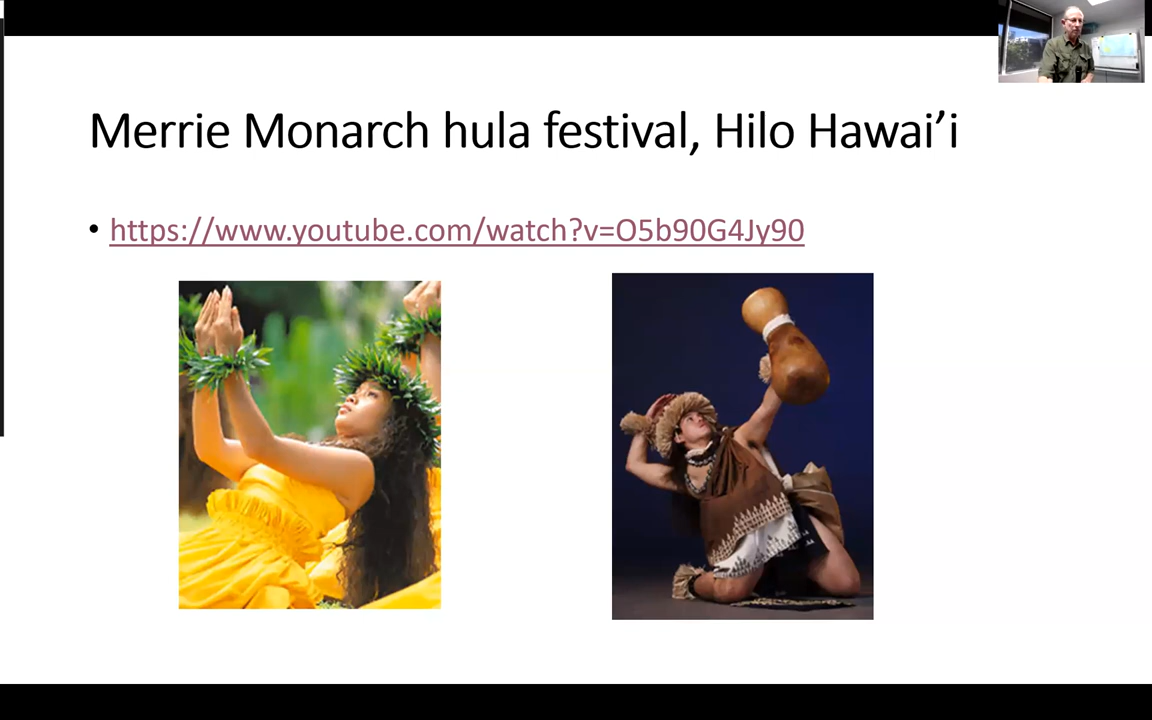 Merrie Monarch hula festival, Hilo Hawai’i
• https://www.youtube.com/watch?v=O5b90G4Jy90